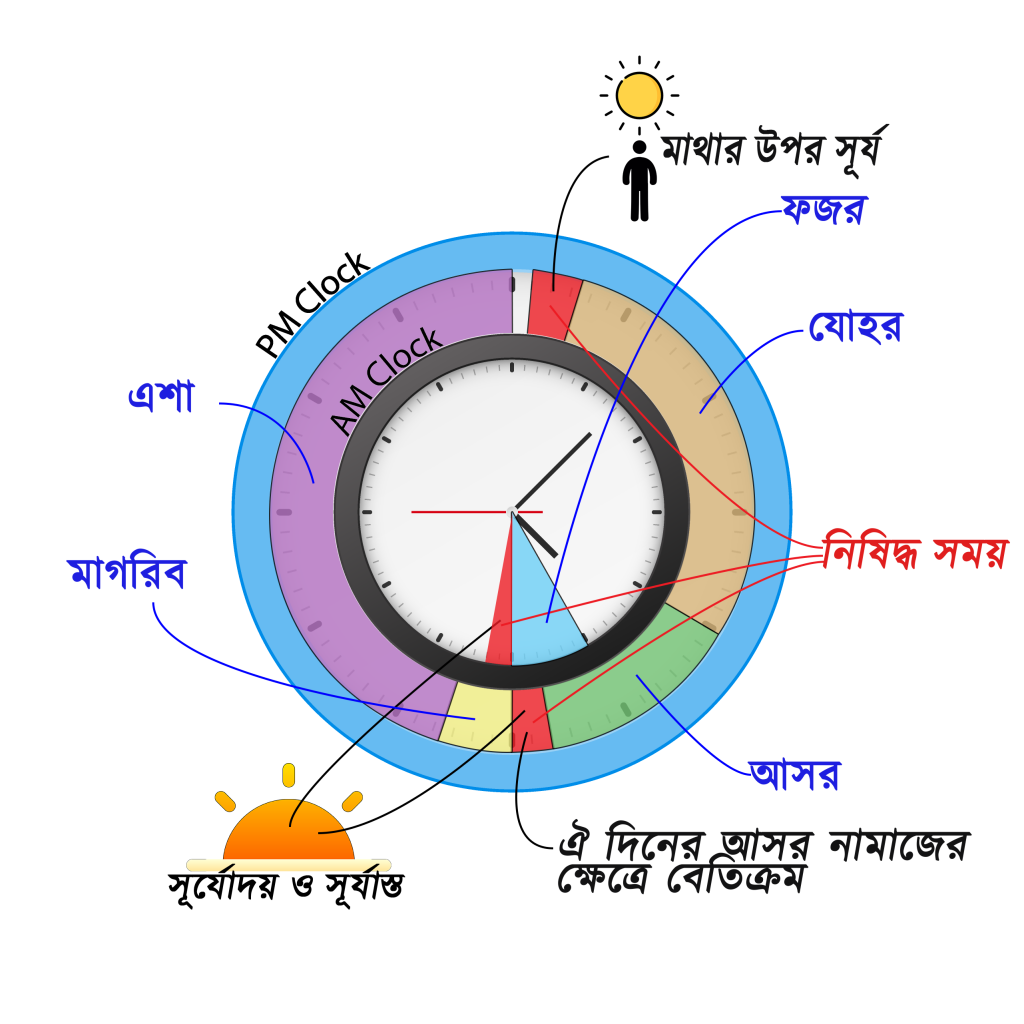 মাথার উপর সূর্য
ফজর
PM Clock
যোহর
AM Clock
এশা
নিষিদ্ধ সময়
মাগরিব
আসর
ঐ দিনের আসর নামাজের
ক্ষেত্রে বেতিক্রম
সূর্যোদয় ও সূর্যাস্ত